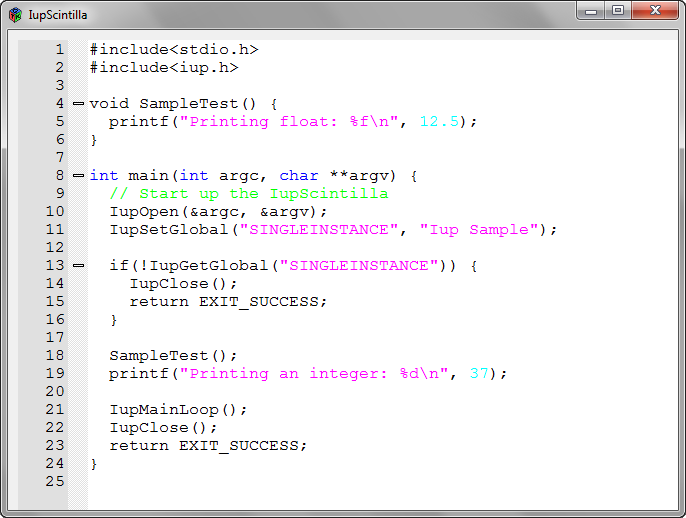 IupScintilla
1 #include<stdio.h>
2 #include<iup.h>
3
4 void SampleTest() {
5   printf("Printing float: %f\n", 12.5);
6 }
7
8 int main(int argc, char **argv) {
9   // Start up the IupScintilla
10   IupOpen(&argc, &argv);
11   IupSetGlobal("SINGLEINSTANCE", "Iup Sample");
12
13   if(!IupGetGlobal("SINGLEINSTANCE")) {
14     IupClose();
15     return EXIT_SUCCESS;
16   }
17
18   SampleTest();
19   printf("Printing an integer: %d\n", 37);
20
21   IupMainLoop();
22   IupClose();
23   return EXIT_SUCCESS;
24 }
25